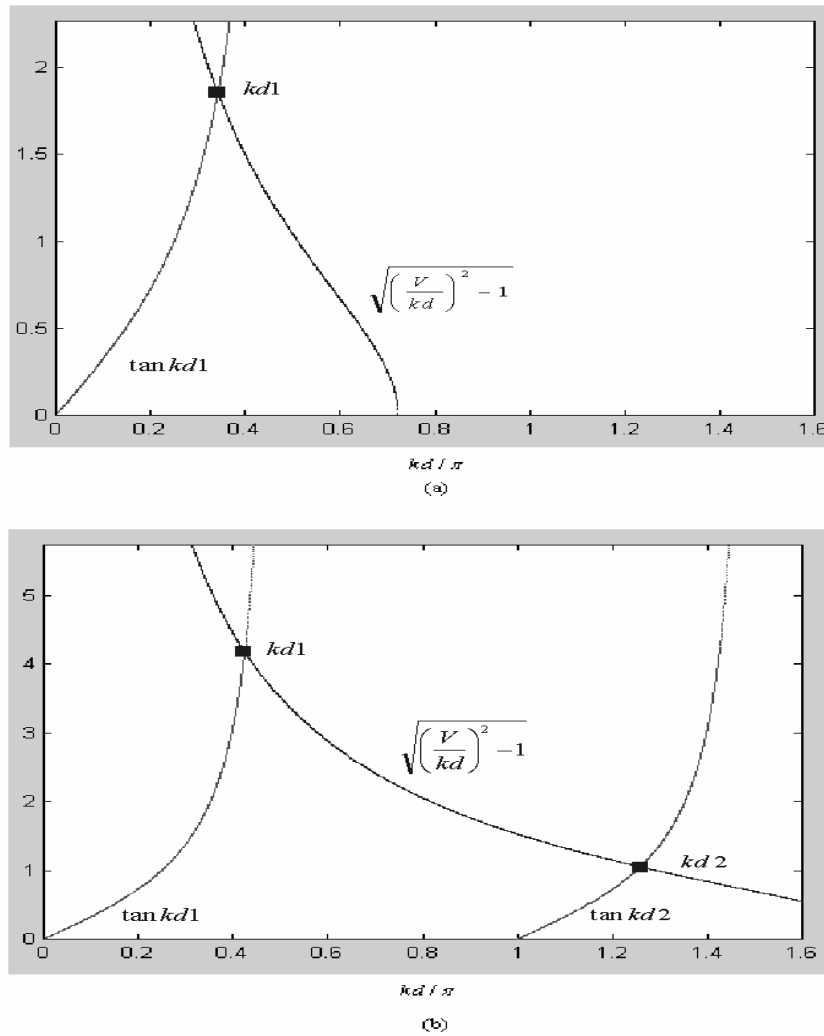 2
kd1
1.5
1
√((V/kd)² − 1)
0.5
tan kd1
0
0 0.2 0.4 0.6 0.8 1 1.2 1.4 1.6
kd / π
(a)
5
kd1
4
3
√((V/kd)² − 1)
2
kd 2
1
tan kd1 tan kd 2
0
0 0.2 0.4 0.6 0.8 1 1.2 1.4 1.6
kd / π
(b)